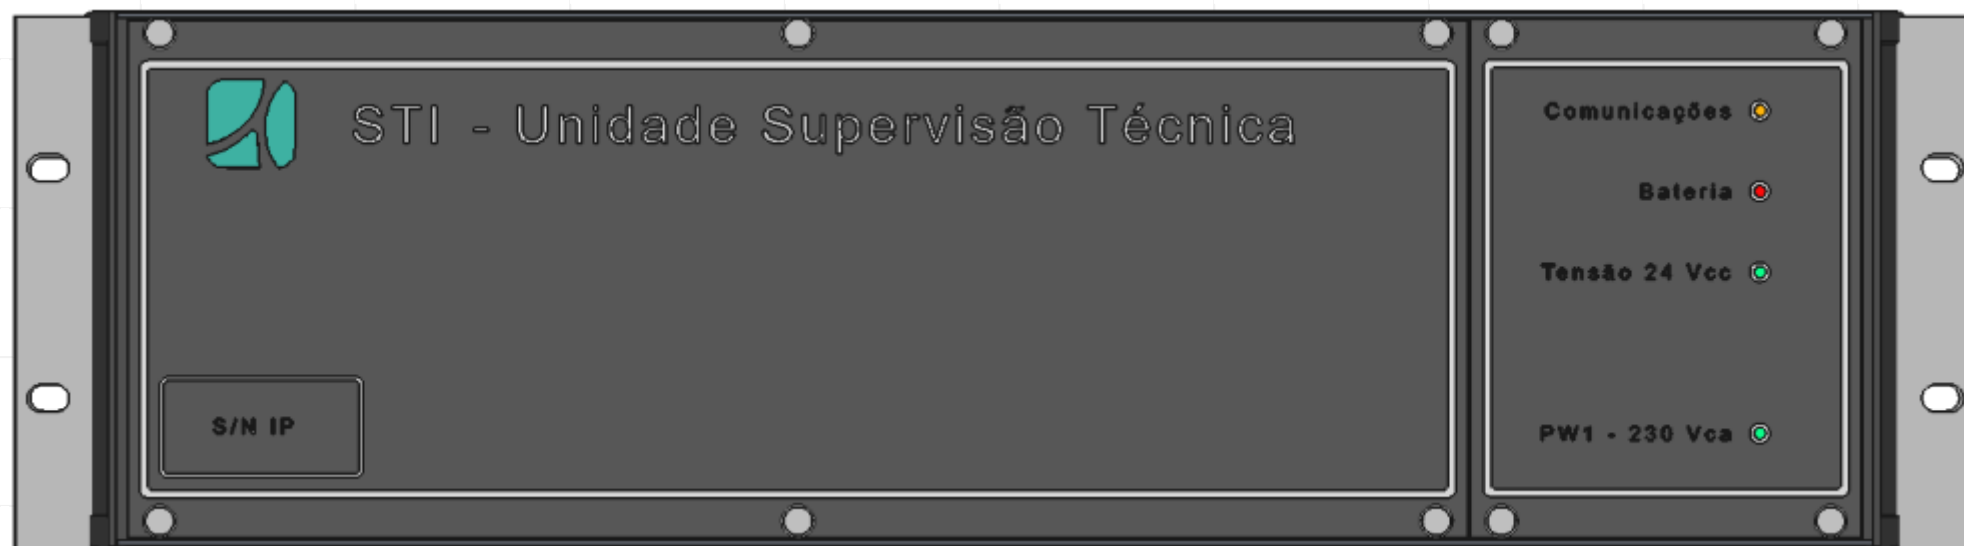 STI - Unidade Supervisão Técnica
S/N IP
Comunicações
Bateria
Tensão 24 Vcc
PW1 - 230 Vca